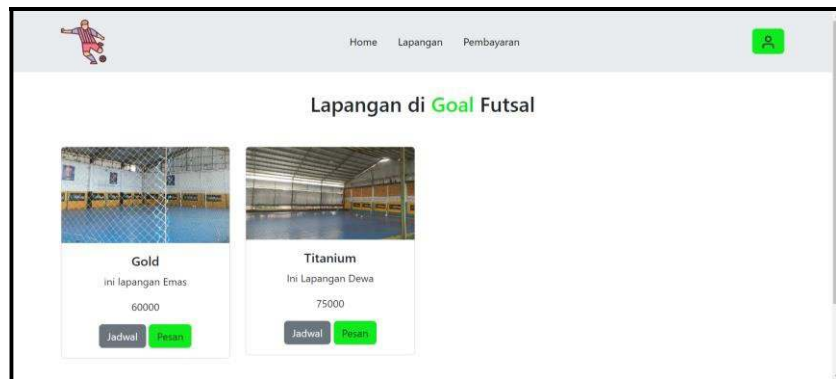 Home Lapangan Pembayaran
Lapangan di Goal Futsal
Gold
ini lapangan Emas
60000
Jadwal Pesan
Titanium
Ini Lapangan Dewa
75000
Jadwal Pesan